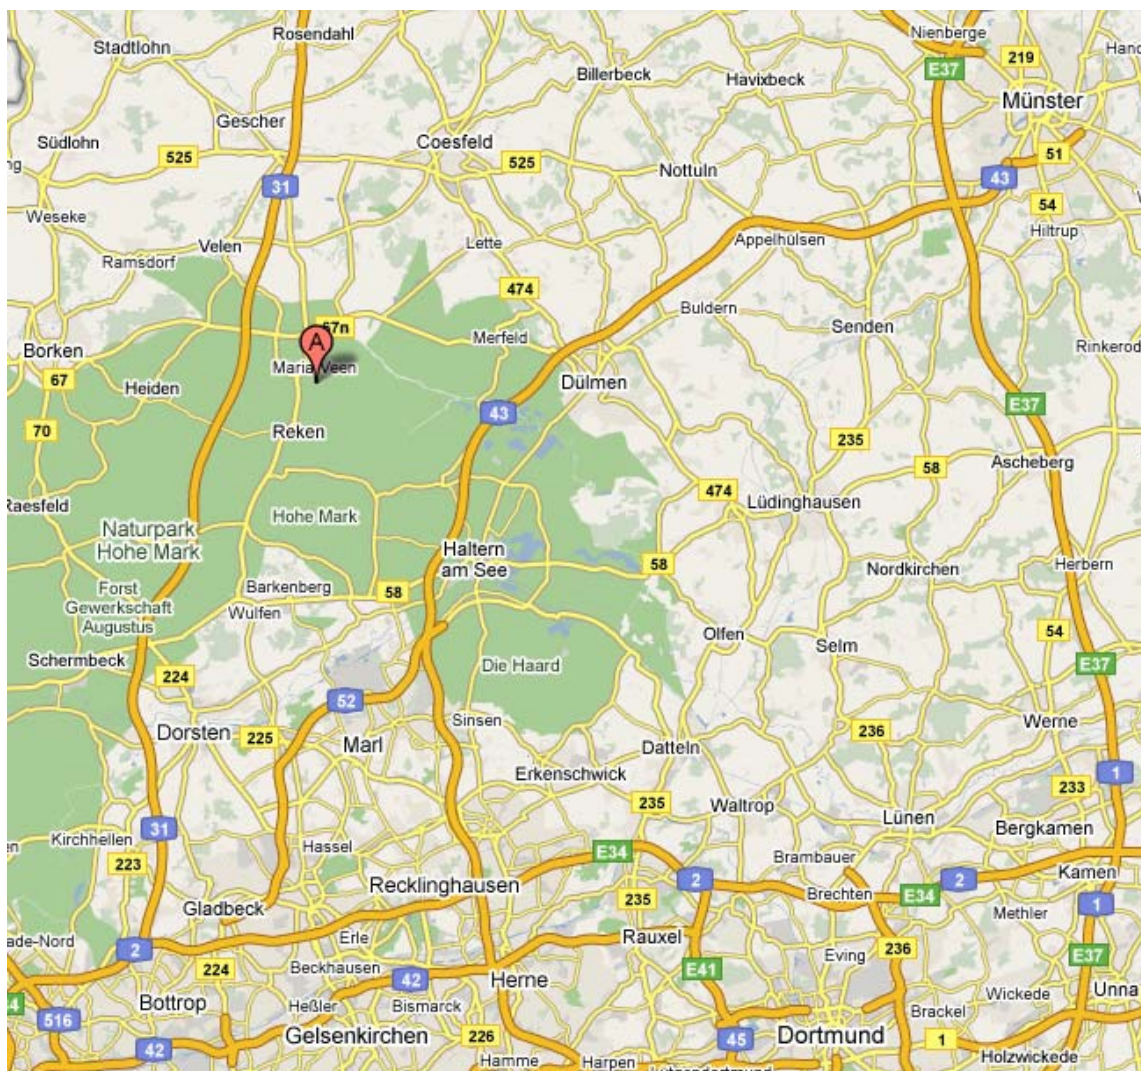 Rosendahl
Nienberge
Stadtlohn
219
Billerbeck
Havixbeck
E37
Münster
Gescher
Südlohn
Coesfeld
525
525
51
Nottuln
31
43
Weseke
54
Velen
Lette
Appelhülsen
Hiltrup
Ramsdorf
474
Buldern
67n
Senden
Borken
Merfeld
A
Rinkerod
Maria Veen
67
Heiden
Dülmen
E37
43
70
Reken
235
Ascheberg
58
474
Raesfeld
Lüdinghausen
Hohe Mark
Naturpark
Hohe Mark
Haltern
am See
58
Herbern
Nordkirchen
Forst
Gewerkschaft
Augustus
Barkenberg
58
Wulfen
54
Olfen
Selm
Schermbeck
Die Haard
E37
224
52
Sinsen
Werne
Dorsten
225
236
Marl
Datteln
Erkenschwick
1
233
235
Waltrop
Lünen
31
Bergkamen
Kirchhellen
Hassel
E34
223
Brambauer
Kamen
Recklinghausen
2
2
Brechten
E34
235
1
Gladbeck
Methler
ade-Nord
Erle
Rauxel
2
236
Eving
E37
224
Beckhausen
E41
42
Herne
Wickede
Unna
Bottrop
Heßler
Bismarck
Brackel
516
Gelsenkirchen
226
Dortmund
45
1
42
Hamme
Harpen
Holzwickede